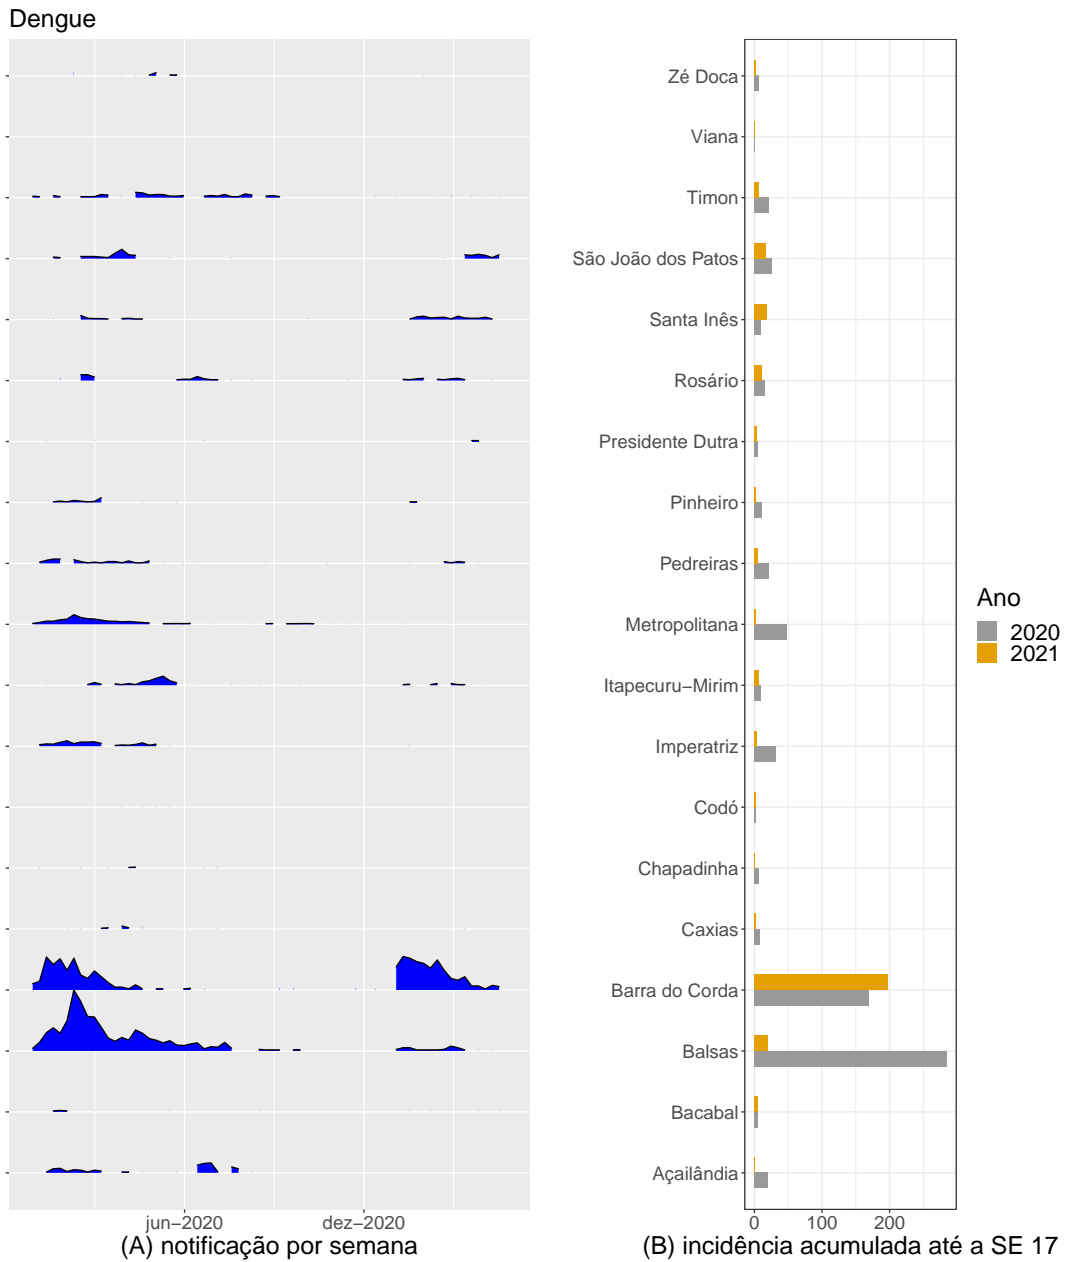 Dengue
Zé Doca
Viana
Timon
São João dos Patos
Santa Inês
Rosário
Presidente Dutra
Pinheiro
Pedreiras
Metropolitana
Itapecuru−Mirim
Imperatriz
Codó
Chapadinha
Caxias
Barra do Corda
Balsas
Bacabal
Açailândia
jun−2020 dez−2020
(A) notificação por semana
0 100 200
(B) incidência acumulada até a SE 17
Ano
2020
2021